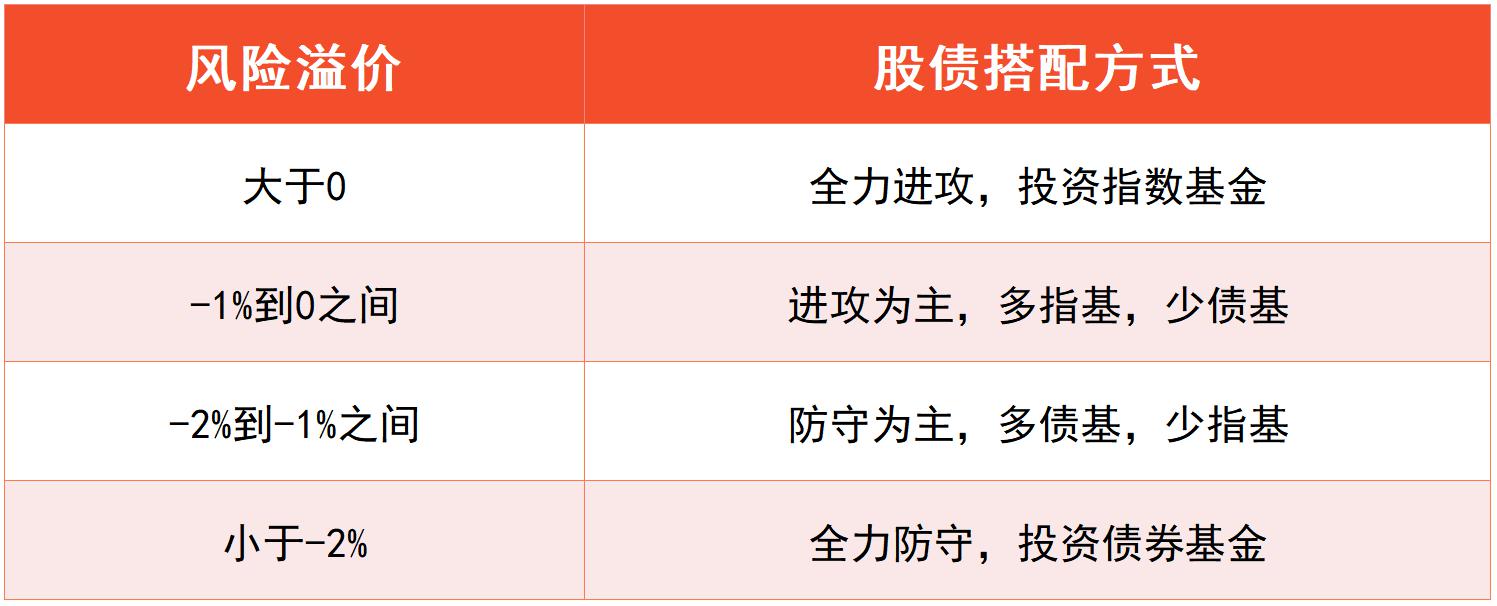 风险溢价 股债搭配方式
大于0 全力进攻，投资指数基金
-1%到0之间 进攻为主，多指基，少债基
-2%到-1%之间 防守为主，多债基，少指基
小于-2% 全力防守，投资债券基金